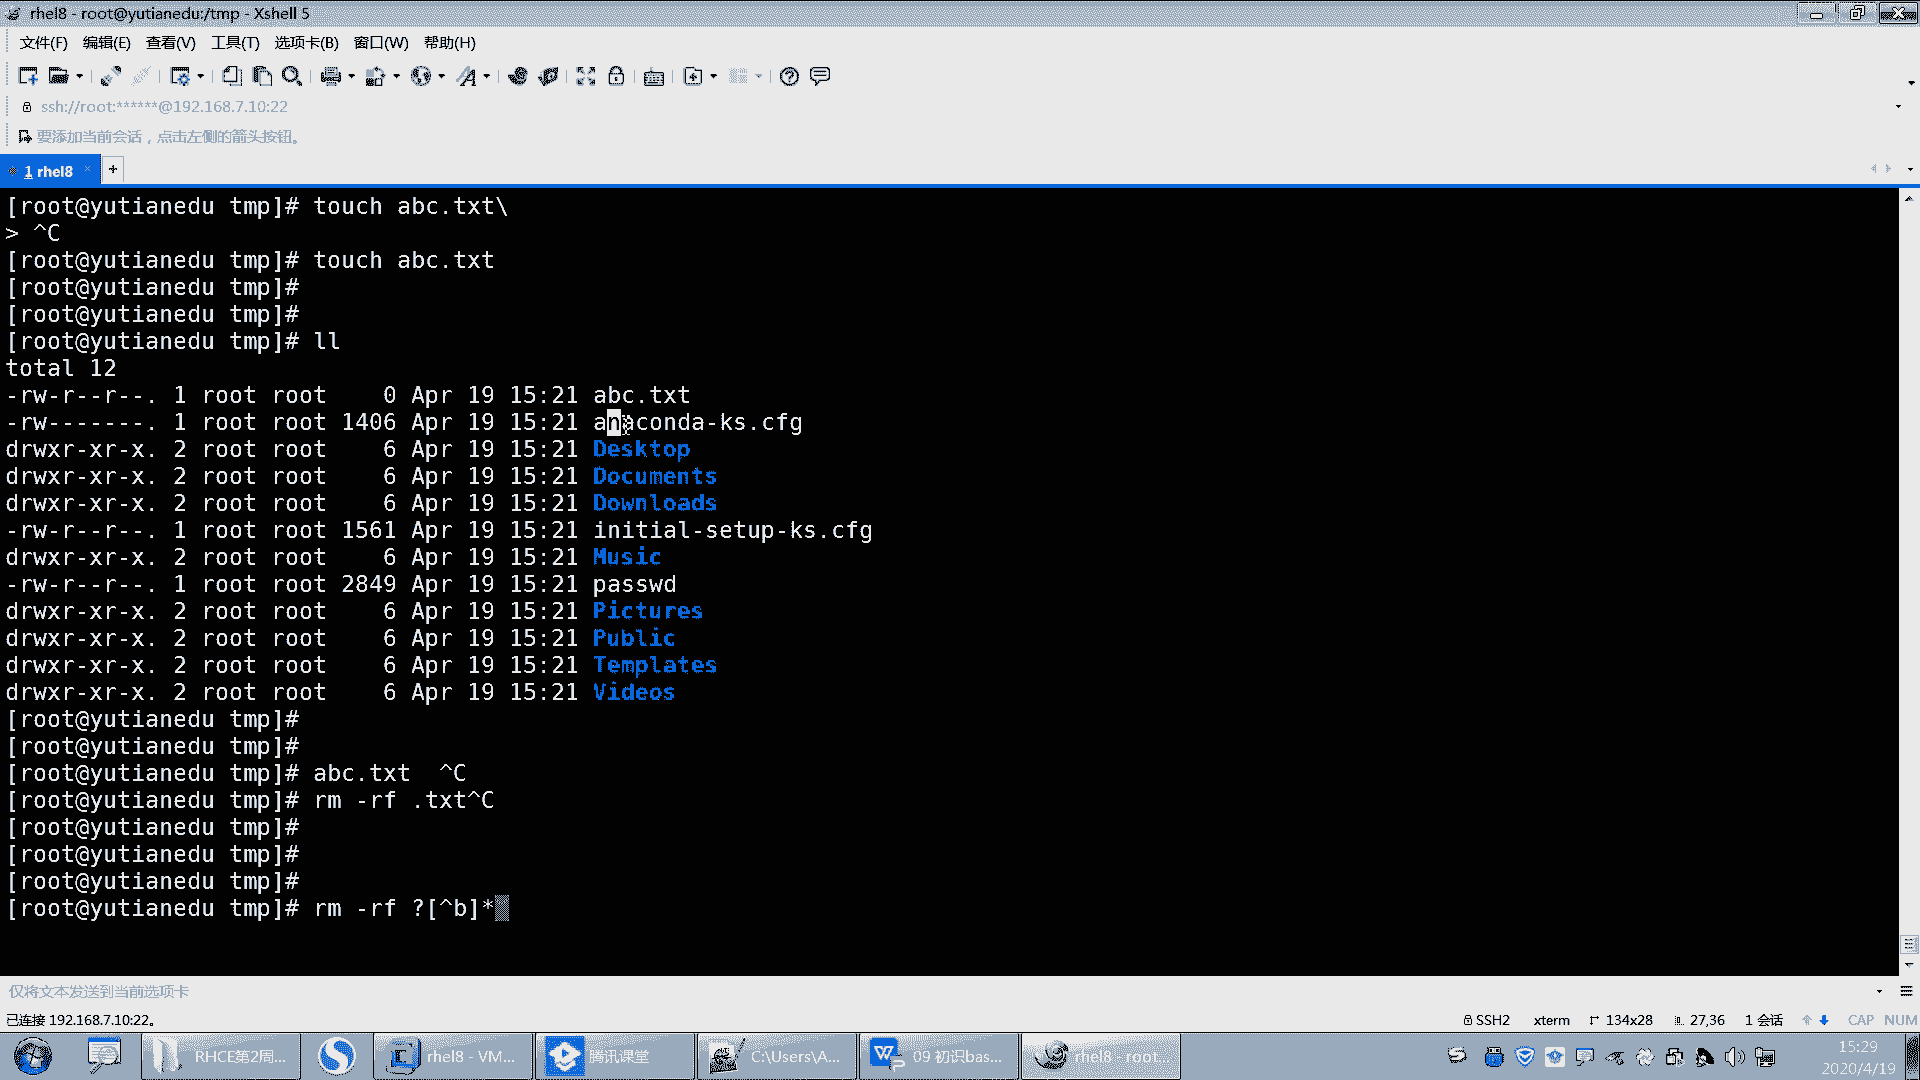 rhel8 - root@yutianedu:/tmp - Xshell 5
文件(F) 编辑(E) 查看(V) 工具(T) 选项卡(B) 窗口(W) 帮助(H)
ssh://root:******@192.168.7.10:22
要添加当前会话，点击左侧的箭头按钮。
1 rhel8 × +
[root@yutianedu tmp]# touch abc.txt\
> ^C
[root@yutianedu tmp]# touch abc.txt
[root@yutianedu tmp]#
[root@yutianedu tmp]#
[root@yutianedu tmp]# ll
total 12
-rw-r--r--. 1 root root    0 Apr 19 15:21 abc.txt
-rw-------. 1 root root 1406 Apr 19 15:21 anaconda-ks.cfg
drwxr-xr-x. 2 root root    6 Apr 19 15:21 Desktop
drwxr-xr-x. 2 root root    6 Apr 19 15:21 Documents
drwxr-xr-x. 2 root root    6 Apr 19 15:21 Downloads
-rw-r--r--. 1 root root 1561 Apr 19 15:21 initial-setup-ks.cfg
drwxr-xr-x. 2 root root    6 Apr 19 15:21 Music
-rw-r--r--. 1 root root 2849 Apr 19 15:21 passwd
drwxr-xr-x. 2 root root    6 Apr 19 15:21 Pictures
drwxr-xr-x. 2 root root    6 Apr 19 15:21 Public
drwxr-xr-x. 2 root root    6 Apr 19 15:21 Templates
drwxr-xr-x. 2 root root    6 Apr 19 15:21 Videos
[root@yutianedu tmp]#
[root@yutianedu tmp]#
[root@yutianedu tmp]# abc.txt  ^C
[root@yutianedu tmp]# rm -rf .txt^C
[root@yutianedu tmp]#
[root@yutianedu tmp]#
[root@yutianedu tmp]#
[root@yutianedu tmp]# rm -rf ?[^b]*
仅将文本发送到当前选项卡
已连接 192.168.7.10:22。 SSH2 xterm 134x28 27,36 1 会话 CAP NUM
RHCE第2周... rhel8 - VM... 腾讯课堂 C:\Users\A... 09 初识bas... rhel8 - root... 15:29
2020/4/19